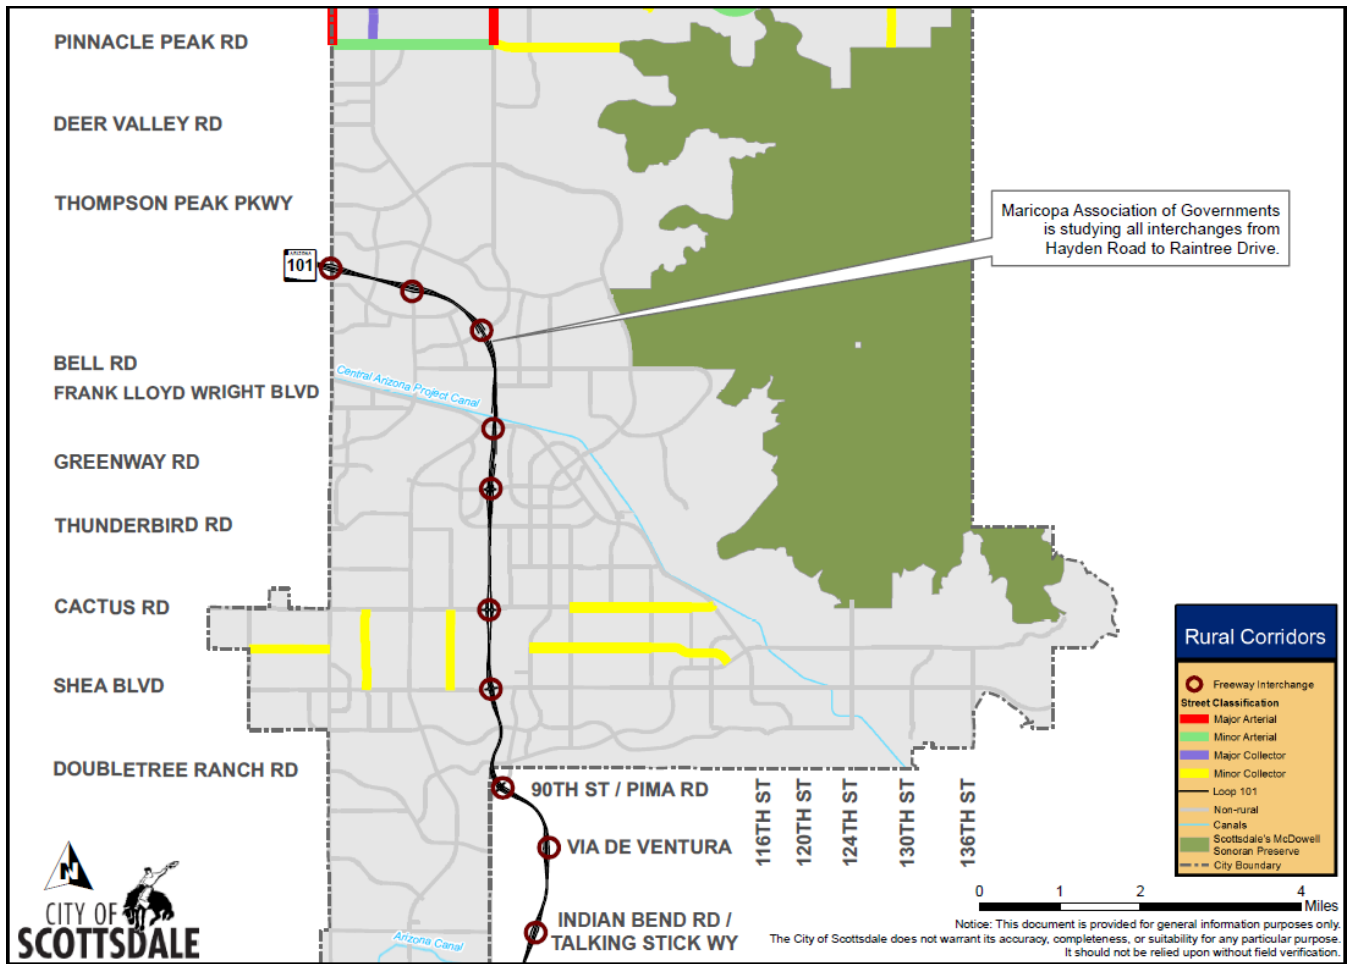 PINNACLE PEAK RD
DEER VALLEY RD
THOMPSON PEAK PKWY
Maricopa Association of Governments
is studying all interchanges from
Hayden Road to Raintree Drive.
ARIZONA
101
BELL RD
Central Arizona Project Canal
FRANK LLOYD WRIGHT BLVD
GREENWAY RD
THUNDERBIRD RD
CACTUS RD
SHEA BLVD
DOUBLETREE RANCH RD
90TH ST / PIMA RD
VIA DE VENTURA
INDIAN BEND RD /
TALKING STICK WY
116TH ST
120TH ST
124TH ST
130TH ST
136TH ST
Arizona Canal
Rural Corridors
Freeway Interchange
Street Classification
Major Arterial
Minor Arterial
Major Collector
Minor Collector
Loop 101
Non-rural
Canals
Scottsdale's McDowell
Sonoran Preserve
City Boundary
N
CITY OF
SCOTTSDALE
0 1 2 4
Miles
Notice: This document is provided for general information purposes only.
The City of Scottsdale does not warrant its accuracy, completeness, or suitability for any particular purpose.
It should not be relied upon without field verification.